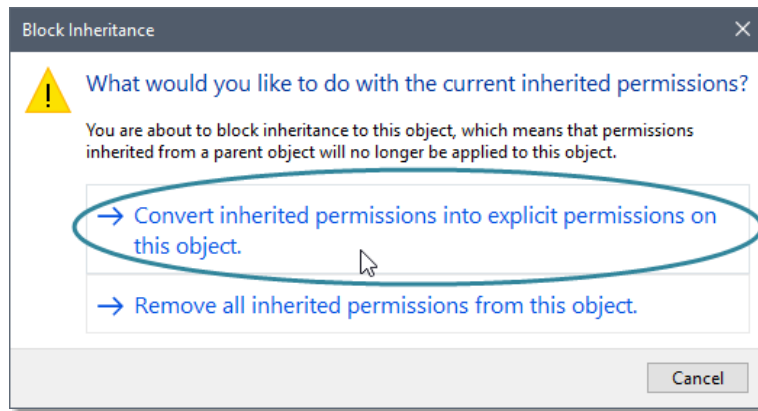 Block Inheritance
What would you like to do with the current inherited permissions?
You are about to block inheritance to this object, which means that permissions
inherited from a parent object will no longer be applied to this object.
Convert inherited permissions into explicit permissions on
this object.
Remove all inherited permissions from this object.
Cancel